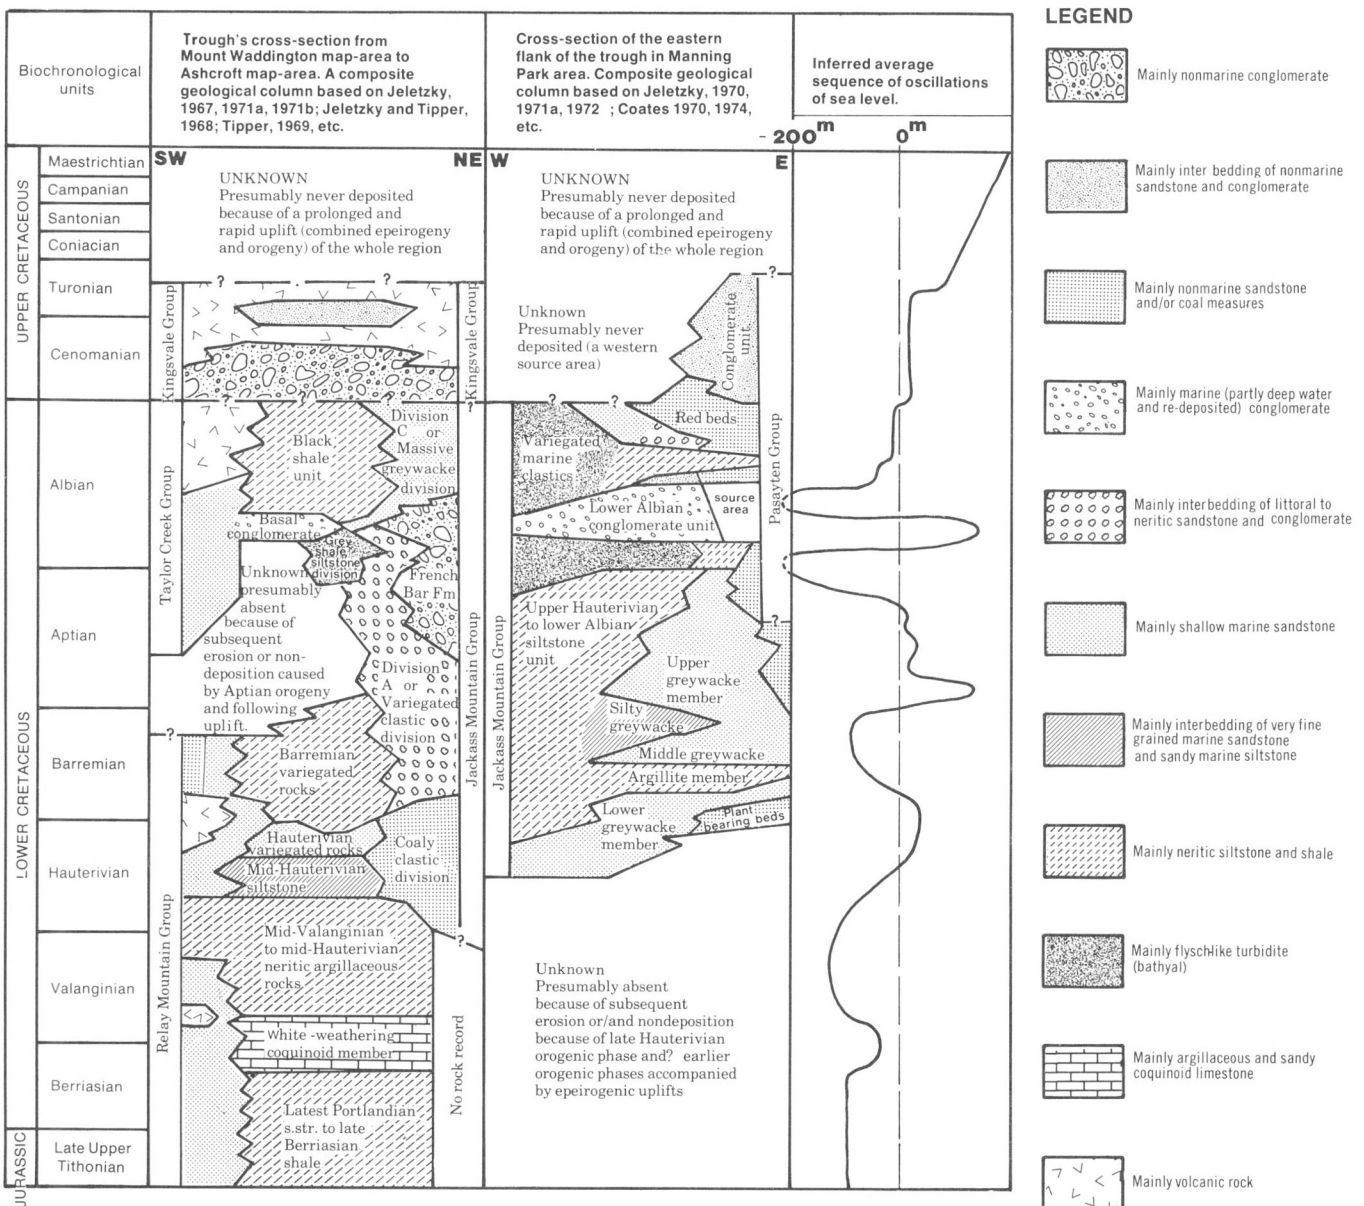 Biochronological
units
Trough's cross-section from
Mount Waddington map-area to
Ashcroft map-area. A composite
geological column based on Jeletzky,
1967, 1971a, 1971b; Jeletzky and Tipper,
1968; Tipper, 1969, etc.
Cross-section of the eastern
flank of the trough in Manning
Park area. Composite geological
column based on Jeletzky, 1970,
1971a, 1972 ; Coates 1970, 1974,
etc.
Inferred average
sequence of oscillations
of sea level.
- 200m 0m
UPPER CRETACEOUS
LOWER CRETACEOUS
JURASSIC
Maestrichtian
Campanian
Santonian
Coniacian
Turonian
Cenomanian
Albian
Aptian
Barremian
Hauterivian
Valanginian
Berriasian
Late Upper
Tithonian
SW NE
UNKNOWN
Presumably never deposited
because of a prolonged and
rapid uplift (combined epeirogeny
and orogeny) of the whole region
? ?
Kingsvale Group
Kingsvale Group
? ? ? ?
Taylor Creek Group
Black
shale
unit
Division
C or
Massive
greywacke
division
Basal
conglomerate
Grey
shale
siltstone
division
French
Bar Fm
Unknown
presumably
absent
because of
subsequent
erosion or non-
deposition caused
by Aptian orogeny
and following
uplift.
Division
A or
Variegated
clastic
division
Jackass Mountain Group
?
Relay Mountain Group
Barremian
variegated
rocks
Hauterivian
variegated rocks
Mid-Hauterivian
siltstone
Coaly
clastic
division
Mid-Valanginian
to mid-Hauterivian
neritic argillaceous
rocks
?
White -weathering
coquinoid member
Latest Portlandian
s.str. to late
Berriasian
shale
No rock record
W E
UNKNOWN
Presumably never deposited
because of a prolonged and
rapid uplift (combined epeirogeny
and orogeny) of the whole region
?
Unknown
Presumably never
deposited (a western
source area)
Conglomerate
unit
? ?
Red beds
Variegated
marine
clastics
Pasayten Group
Lower Albian
conglomerate unit
source
area
?
Jackass Mountain Group
Upper Hauterivian
to lower Albian
siltstone
unit
Upper
greywacke
member
Silty
greywacke
Middle greywacke
Argillite member
Lower
greywacke
member
Plant
bearing beds
Unknown
Presumably absent
because of subsequent
erosion or/and nondeposition
because of late Hauterivian
orogenic phase and? earlier
orogenic phases accompanied
by epeirogenic uplifts
LEGEND
Mainly nonmarine conglomerate
Mainly inter bedding of nonmarine
sandstone and conglomerate
Mainly nonmarine sandstone
and/or coal measures
Mainly marine (partly deep water
and re-deposited) conglomerate
Mainly interbedding of littoral to
neritic sandstone and conglomerate
Mainly shallow marine sandstone
Mainly interbedding of very fine
grained marine sandstone
and sandy marine siltstone
Mainly neritic siltstone and shale
Mainly flysch-like turbidite
(bathyal)
Mainly argillaceous and sandy
coquinoid limestone
Mainly volcanic rock